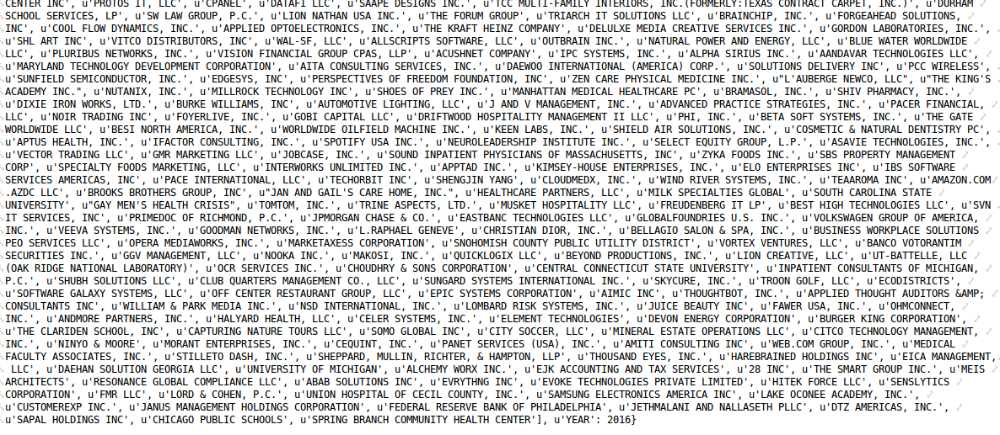 CENTER INC', u'PROTOS IT, LLC', u'CPANEL', u'DATAFI LLC', u'SAAPE DESIGNS INC.', u'TCC MULTI-FAMILY INTERIORS, INC.(FORMERLY:TEXAS CONTRACT CARPET, INC.)', u'DURHAM
SCHOOL SERVICES, LP', u'SW LAW GROUP, P.C.', u'LION NATHAN USA INC.', u'THE FORUM GROUP', u'TRIARCH IT SOLUTIONS LLC', u'BRAINCHIP, INC.', u'FORGEAHEAD SOLUTIONS,
INC', u'COOL FLOW DYNAMICS, INC.', u'APPLIED OPTOELECTRONICS, INC.', u'THE KRAFT HEINZ COMPANY', u'DELULXE MEDIA CREATIVE SERVICES INC.', u'GORDON LABORATORIES, INC.',
u'SHL ART INC', u'VITCO DISTRIBUTORS, INC', u'WAL-SF, LLC', u'ALLSCRIPTS SOFTWARE, LLC', u'OUTBRAIN INC.', u'NATURAL POWER AND ENERGY, LLC', u'BLUE WATER WORLDWIDE
LLC', u'PLURIBUS NETWORKS, INC.', u'VISION FINANCIAL GROUP CPAS, LLP', u'ACUSHNET COMPANY', u'IPC SYSTEMS, INC.', u'ALPHA SIRIUS INC.', u'AANDAVAR TECHNOLOGIES LLC',
u'MARYLAND TECHNOLOGY DEVELOPMENT CORPORATION', u'AITA CONSULTING SERVICES, INC.', u'DAEWOO INTERNATIONAL (AMERICA) CORP.', u'SOLUTIONS DELIVERY INC', u'PCC WIRELESS',
u'SUNFIELD SEMICONDUCTOR, INC.', u'EDGESYS, INC', u'PERSPECTIVES OF FREEDOM FOUNDATION, INC', u'ZEN CARE PHYSICAL MEDICINE INC.', u"L'AUBERGE NEWCO, LLC", u"THE KING'S
ACADEMY INC.", u'NUTANIX, INC.', u'MILLROCK TECHNOLOGY INC', u'SHOES OF PREY INC.', u'MANHATTAN MEDICAL HEALTHCARE PC', u'BRAMASOL, INC.', u'SHIV PHARMACY, INC.',
u'DIXIE IRON WORKS, LTD.', u'BURKE WILLIAMS, INC', u'AUTOMOTIVE LIGHTING, LLC', u'J AND V MANAGEMENT, INC.', u'ADVANCED PRACTICE STRATEGIES, INC.', u'PACER FINANCIAL,
LLC', u'NOIR TRADING INC', u'FOYERLIVE, INC.', u'GOBI CAPITAL LLC', u'DRIFTWOOD HOSPITALITY MANAGEMENT II LLC', u'PHI, INC.', u'BETA SOFT SYSTEMS, INC.', u'THE GATE
WORLDWIDE LLC', u'BESI NORTH AMERICA, INC.', u'WORLDWIDE OILFIELD MACHINE INC.', u'KEEN LABS, INC.', u'SHIELD AIR SOLUTIONS, INC.', u'COSMETIC & NATURAL DENTISTRY PC',
u'APTUS HEALTH, INC.', u'IFACTOR CONSULTING, INC.', u'SPOTIFY USA INC.', u'NEUROLEADERSHIP INSTITUTE INC.', u'SELECT EQUITY GROUP, L.P.', u'ASAVIE TECHNOLOGIES, INC.',
u'VECTOR TRADING LLC', u'GMR MARKETING LLC', u'JOBCASE, INC.', u'SOUND INPATIENT PHYSICIANS OF MASSACHUSETTS, INC', u'ZYKA FOODS INC.', u'SBS PROPERTY MANAGEMENT
CORP', u'SPECIALTY FOODS MARKETING, LLC', u'INTERWORKS UNLIMITED INC.', u'APPTAD INC.', u'KIMSEY-HOUSE ENTERPRISES, INC.', u'ELO ENTERPRISES INC', u'IBS SOFTWARE
SERVICES AMERICAS, INC', u'PACE INTERNATIONAL, LLC', u'TECHORBIT INC', u'SHENGJIN YANG', u'CLOUDMEDX, INC.', u'WIND RIVER SYSTEMS, INC.', u'TEAAROMA INC', u'AMAZON.COM
.AZDC LLC', u'BROOKS BROTHERS GROUP, INC', u"JAN AND GAIL'S CARE HOME, INC.", u'HEALTHCARE PARTNERS, LLC', u'MILK SPECIALTIES GLOBAL', u'SOUTH CAROLINA STATE
UNIVERSITY', u"GAY MEN'S HEALTH CRISIS", u'TOMTOM, INC.', u'TRINE ASPECTS, LTD.', u'MUSKET HOSPITALITY LLC', u'FREUDENBERG IT LP', u'BEST HIGH TECHNOLOGIES LLC', u'SVN
IT SERVICES, INC', u'PRIMEDOC OF RICHMOND, P.C.', u'JPMORGAN CHASE & CO.', u'EASTBANC TECHNOLOGIES LLC', u'GLOBALFOUNDRIES U.S. INC.', u'VOLKSWAGEN GROUP OF AMERICA,
INC.', u'VEEVA SYSTEMS, INC.', u'GOODMAN NETWORKS, INC.', u'L.RAPHAEL GENEVE', u'CHRISTIAN DIOR, INC.', u'BELLAGIO SALON & SPA, INC.', u'BUSINESS WORKPLACE SOLUTIONS
PEO SERVICES LLC', u'OPERA MEDIAWORKS, INC.', u'MARKETAXESS CORPORATION', u'SNOHOMISH COUNTY PUBLIC UTILITY DISTRICT', u'VORTEX VENTURES, LLC', u'BANCO VOTORANTIM
SECURITIES INC.', u'GGV MANAGEMENT, LLC', u'NOOKA INC.', u'MAKOSI, INC.', u'QUICKLOGIX LLC', u'BEYOND PRODUCTIONS, INC.', u'LION CREATIVE, LLC', u'UT-BATTELLE, LLC
(OAK RIDGE NATIONAL LABORATORY)', u'OCR SERVICES INC.', u'CHOUDHRY & SONS CORPORATION', u'CENTRAL CONNECTICUT STATE UNIVERSITY', u'INPATIENT CONSULTANTS OF MICHIGAN,
P.C.', u'SHUBH SOLUTIONS LLC', u'CLUB QUARTERS MANAGEMENT CO., LLC', u'SUNGARD SYSTEMS INTERNATIONAL INC.', u'SKYCURE, INC.', u'TROON GOLF, LLC', u'ECODISTRICTS',
u'SOFTWARE GALAXY SYSTEMS, LLC', u'OFF CENTER RESTAURANT GROUP, LLC', u'EPIC SYSTEMS CORPORATION', u'AIMIC INC', u'THOUGHTBOT, INC.', u'APPLIED THOUGHT AUDITORS &AMP;
CONSULTANTS INC', u'WILLIAM & PARK MEDIA INC.', u'NSD INTERNATIONAL, INC.', u'LOMBARD RISK SYSTEMS, INC.', u'JUICE BEAUTY INC', u'FAWER USA, INC.', u'OHMCONNECT,
INC.', u'ANDMORE PARTNERS, INC.', u'HALYARD HEALTH, LLC', u'CELER SYSTEMS, INC.', u'ELEMENT TECHNOLOGIES', u'DEVON ENERGY CORPORATION', u'BURGER KING CORPORATION',
u'THE CLARIDEN SCHOOL, INC', u'CAPTURING NATURE TOURS LLC', u'SOMO GLOBAL INC', u'CITY SOCCER, LLC', u'MINERAL ESTATE OPERATIONS LLC', u'CITCO TECHNOLOGY MANAGEMENT,
INC.', u'NINYO & MOORE', u'MORANT ENTERPRISES, INC.', u'CEQUINT, INC.', u'PANET SERVICES (USA), INC.', u'AMITI CONSULTING INC', u'WEB.COM GROUP, INC.', u'MEDICAL
FACULTY ASSOCIATES, INC.', u'STILLETO DASH, INC.', u'SHEPPARD, MULLIN, RICHTER, & HAMPTON, LLP', u'THOUSAND EYES, INC.', u'HAREBRAINED HOLDINGS INC', u'EICA MANAGEMENT,
LLC', u'DAEHAN SOLUTION GEORGIA LLC', u'UNIVERSITY OF MICHIGAN', u'ALCHEMY WORX INC.', u'EJK ACCOUNTING AND TAX SERVICES', u'28 INC', u'THE SMART GROUP INC.', u'MEIS
ARCHITECTS', u'RESONANCE GLOBAL COMPLIANCE LLC', u'ABAB SOLUTIONS INC', u'EVRYTHNG INC', u'EVOKE TECHNOLOGIES PRIVATE LIMITED', u'HITEK FORCE LLC', u'SENSLYTICS
CORPORATION', u'FMR LLC', u'LORD & COHEN, P.C.', u'UNION HOSPITAL OF CECIL COUNTY, INC.', u'SAMSUNG ELECTRONICS AMERICA INC', u'LAKE OCONEE ACADEMY, INC.',
u'CUSTOMEREXP INC.', u'JANUS MANAGEMENT HOLDINGS CORPORATION', u'FEDERAL RESERVE BANK OF PHILADELPHIA', u'JETHMALANI AND NALLASETH PLLC', u'DTZ AMERICAS, INC.',
u'SAPAL HOLDINGS INC', u'CHICAGO PUBLIC SCHOOLS', u'SPRING BRANCH COMMUNITY HEALTH CENTER'], u'YEAR': 2016}